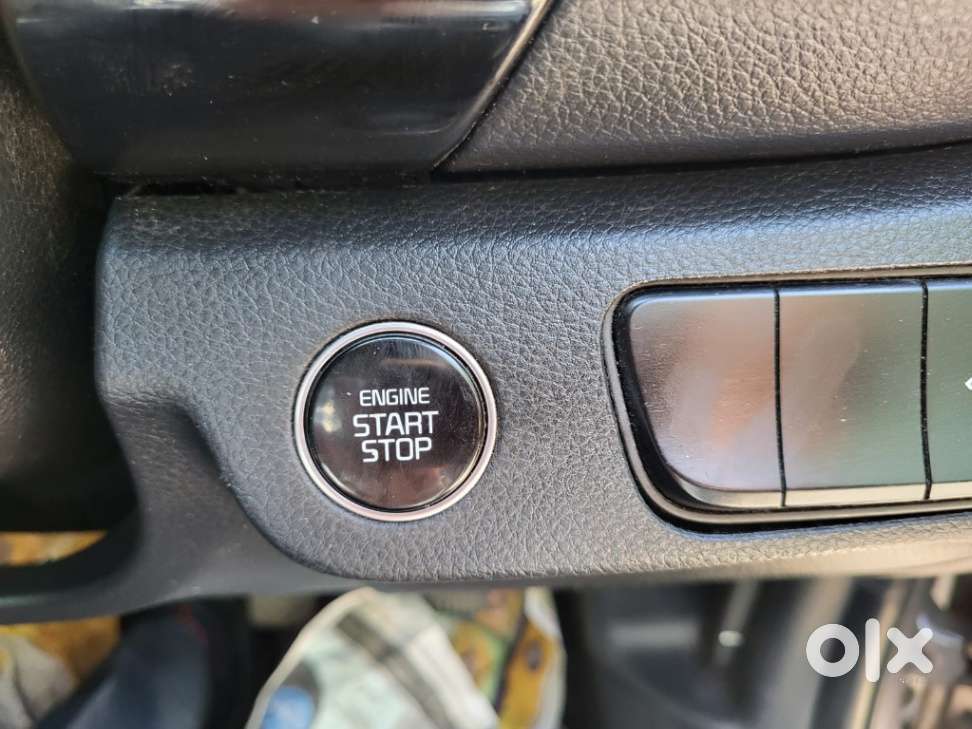 ENGINE
START
STOP
olx